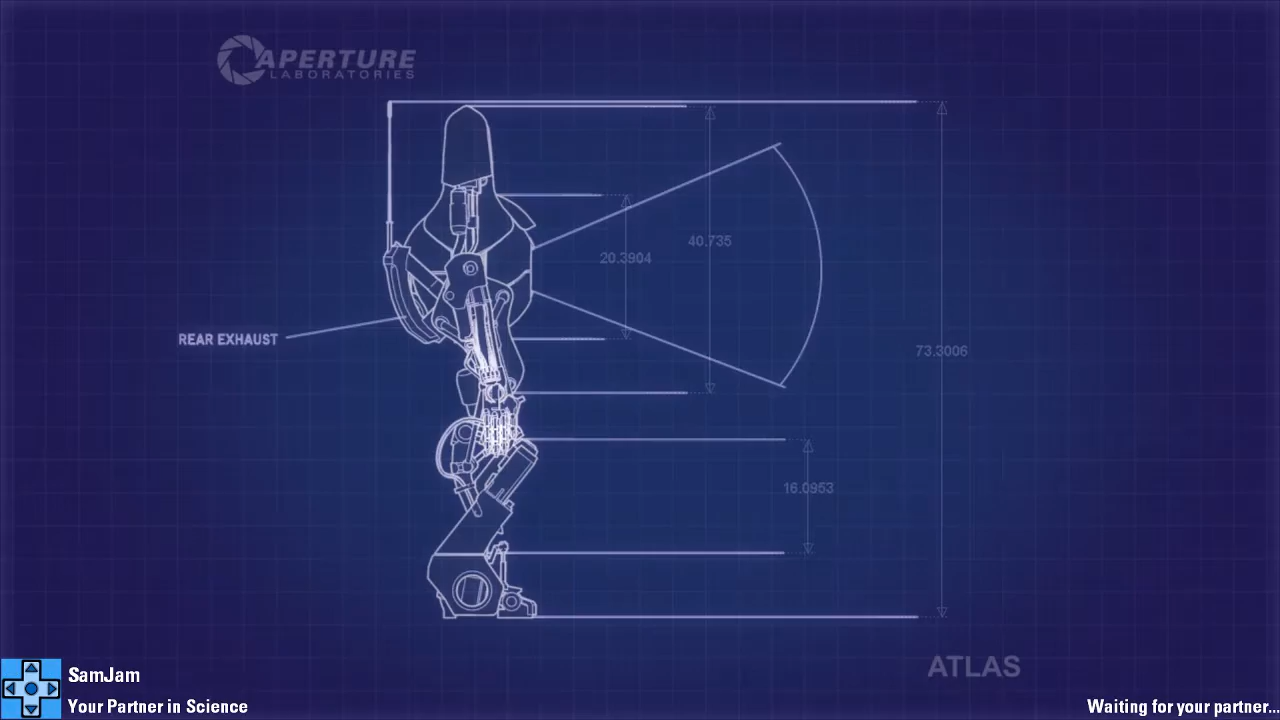 APERTURE
LABORATORIES
20.3904
40.735
REAR EXHAUST
73.3006
16.0953
ATLAS
SamJam
Your Partner in Science
Waiting for your partner...